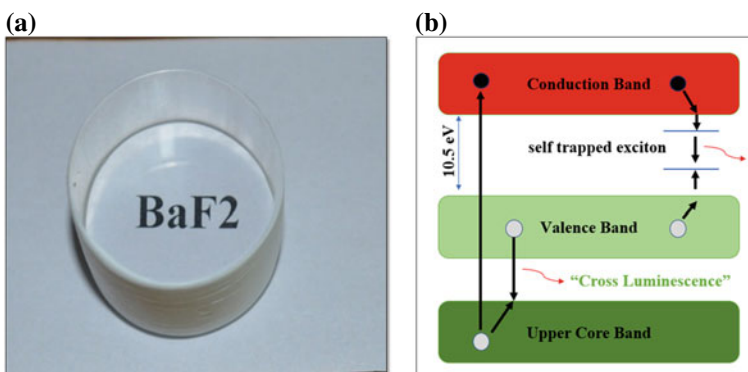 (a)
BaF2
(b)
Conduction Band
10.5 eV
self trapped exciton
Valence Band
“Cross Luminescence”
Upper Core Band